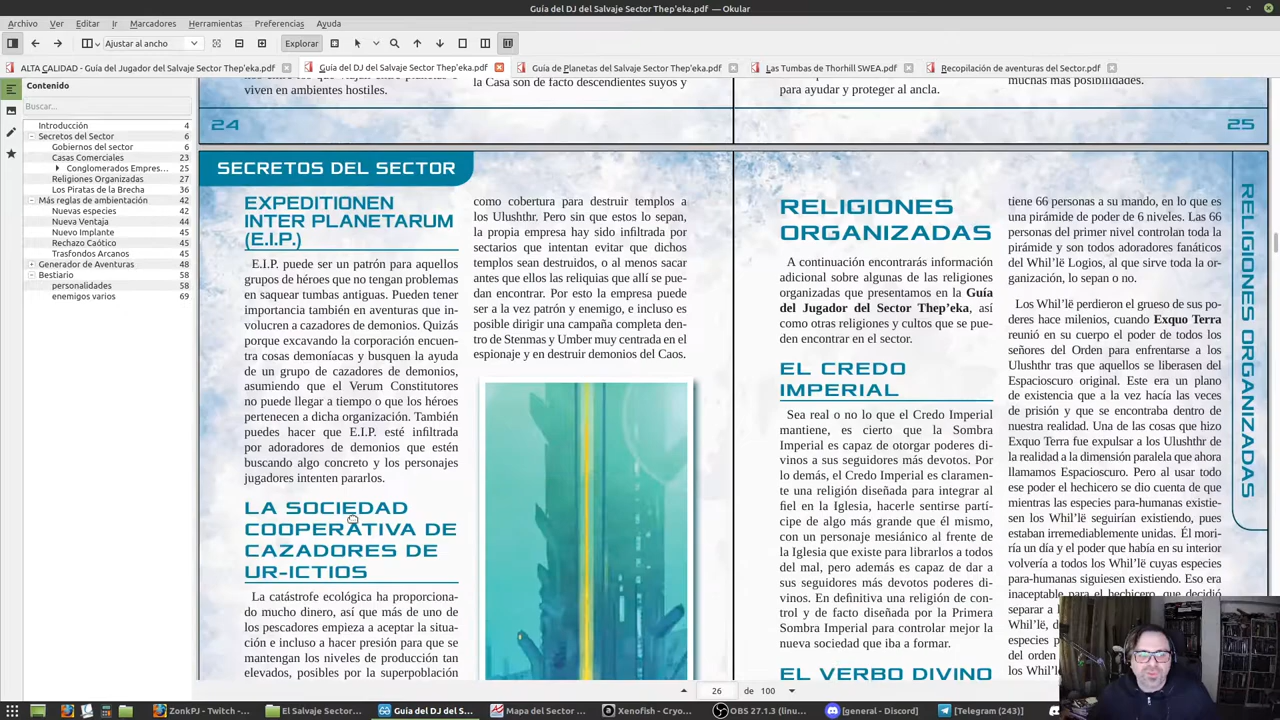 Guía del DJ del Salvaje Sector Thep'eka.pdf — Okular
Archivo Ver Editar Ir Marcadores Herramientas Preferencias Ayuda
Ajustar al ancho
Explorar
ALTA CALIDAD - Guía del Jugador del Salvaje Sector Thep'eka.pdf
Guía del DJ del Salvaje Sector Thep'eka.pdf
Guía de Planetas del Salvaje Sector Thep'eka.pdf
Las Tumbas de Thorhill SWEA.pdf
Recopilación de aventuras del Sector.pdf
Contenido
Buscar...
Introducción 4
Secretos del Sector 6
Gobiernos del sector 6
Casas Comerciales 23
Conglomerados Empres... 25
Religiones Organizadas 27
Los Piratas de la Brecha 36
Más reglas de ambientación 42
Nuevas especies 42
Nueva Ventaja 44
Nuevo Implante 45
Rechazo Caótico 45
Trasfondos Arcanos 45
Generador de Aventuras 48
Bestiario 58
personalidades 58
enemigos varios 69
viven en ambientes hostiles.
la Casa son de facto descendientes suyos y
para ayudar y proteger al ancla.
muchas más posibilidades.
24
25
SECRETOS DEL SECTOR
EXPEDITIONEN
INTER PLANETARUM
(E.I.P.)
E.I.P. puede ser un patrón para aquellos
grupos de héroes que no tengan problemas
en saquear tumbas antiguas. Pueden tener
importancia también en aventuras que in-
volucren a cazadores de demonios. Quizás
porque excavando la corporación encuen-
tra cosas demoníacas y busquen la ayuda
de un grupo de cazadores de demonios,
asumiendo que el Verum Constitutores
no puede llegar a tiempo o que los héroes
pertenecen a dicha organización. También
puedes hacer que E.I.P. esté infiltrada
por adoradores de demonios que estén
buscando algo concreto y los personajes
jugadores intenten pararlos.
LA SOCIEDAD
COOPERATIVA DE
CAZADORES DE
UR-ICTIOS
La catástrofe ecológica ha proporciona-
do mucho dinero, así que más de uno de
los pescadores empieza a aceptar la situa-
ción e incluso a hacer presión para que se
mantengan los niveles de producción tan
elevados, posibles por la superpoblación
como cobertura para destruir templos a
los Ulushthr. Pero sin que estos lo sepan,
la propia empresa hay sido infiltrada por
sectarios que intentan evitar que dichos
templos sean destruidos, o al menos sacar
antes que ellos las reliquias que allí se pue-
dan encontrar. Por esto la empresa puede
ser a la vez patrón y enemigo, e incluso es
posible dirigir una campaña completa den-
tro de Stenmas y Umber muy centrada en el
espionaje y en destruir demonios del Caos.
RELIGIONES
ORGANIZADAS
A continuación encontrarás información
adicional sobre algunas de las religiones
organizadas que presentamos en la Guía
del Jugador del Sector Thep'eka, así
como otras religiones y cultos que se pue-
den encontrar en el sector.
EL CREDO
IMPERIAL
Sea real o no lo que el Credo Imperial
mantiene, es cierto que la Sombra
Imperial es capaz de otorgar poderes di-
vinos a sus seguidores más devotos. Por
lo demás, el Credo Imperial es claramen-
te una religión diseñada para integrar al
fiel en la Iglesia, hacerle sentirse partí-
cipe de algo más grande que él mismo,
con un personaje mesiánico al frente de
la Iglesia que existe para librarlos a todos
del mal, pero además es capaz de dar a
sus seguidores más devotos poderes di-
vinos. En definitiva una religión de con-
trol y de facto diseñada por la Primera
Sombra Imperial para controlar mejor la
nueva sociedad que iba a formar.
EL VERBO DIVINO
tiene 66 personas a su mando, en lo que es
una pirámide de poder de 6 niveles. Las 66
personas del primer nivel controlan toda la
pirámide y son todos adoradores fanáticos
del Whil'lë Logios, al que sirve toda la or-
ganización, lo sepan o no.
Los Whil'lë perdieron el grueso de sus po-
deres hace milenios, cuando Exquo Terra
reunió en su cuerpo el poder de todos los
señores del Orden para enfrentarse a los
Ulushthr tras que aquellos se liberasen del
Espacioscuro original. Este era un plano
de existencia que a la vez hacía las veces
de prisión y que se encontraba dentro de
nuestra realidad. Una de las cosas que hizo
Exquo Terra fue expulsar a los Ulushthr de
la realidad a la dimensión paralela que ahora
llamamos Espacioscuro. Pero al usar todo
ese poder el hechicero se dio cuenta de que
mientras las especies para-humanas existie-
sen los Whil'lë seguirían existiendo, pues
estaban irremediablemente unidas. Él mori-
ría un día y el poder que había en su interior
volvería a todos los Whil'lë cuyas especies
para-humanas siguiesen existiendo. Eso era
inaceptable para el hechicero, que decidió
separar a l
Whil'lë, d
especies p
del orden
los Whil'lë
RELIGIONES ORGANIZADAS
26 de 100
ZonkPJ - Twitch -...
El Salvaje Sector...
Guía del DJ del S...
Mapa del Sector ...
Xenofish - Cryo...
OBS 27.1.3 (linu...
[general - Discord]
[Telegram (243)]